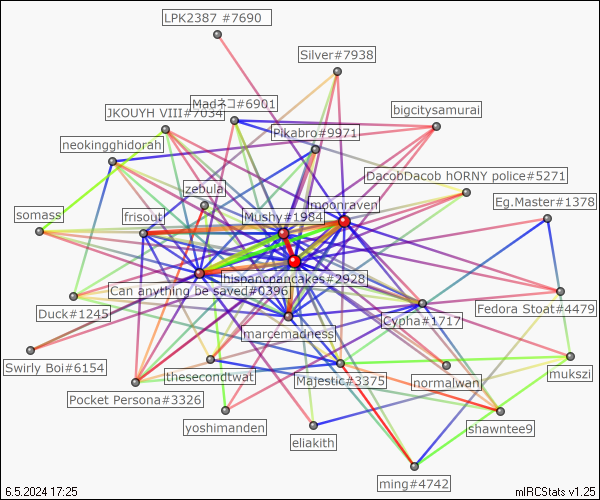 LPK2387 #7690
Silver#7938
Madネコ#6901
JKOUYH VIII#7034
bigcitysamurai
Pikabro#9971
neokingghidorah
DacobDacob hORNY police#5271
zebula
Eg.Master#1378
moonraven
somass
frisout
Mushy#1984
hispanicpancakes#2928
Can anything be saved#0396
Duck#1245
Fedora Stoat#4479
Cypha#1717
marcemadness
Swirly Boi#6154
thesecondtwat
Majestic#3375
normalwan
mukszi
Pocket Persona#3326
yoshimanden
shawntee9
eliakith
ming#4742
6.5.2024 17:25
mIRCStats v1.25